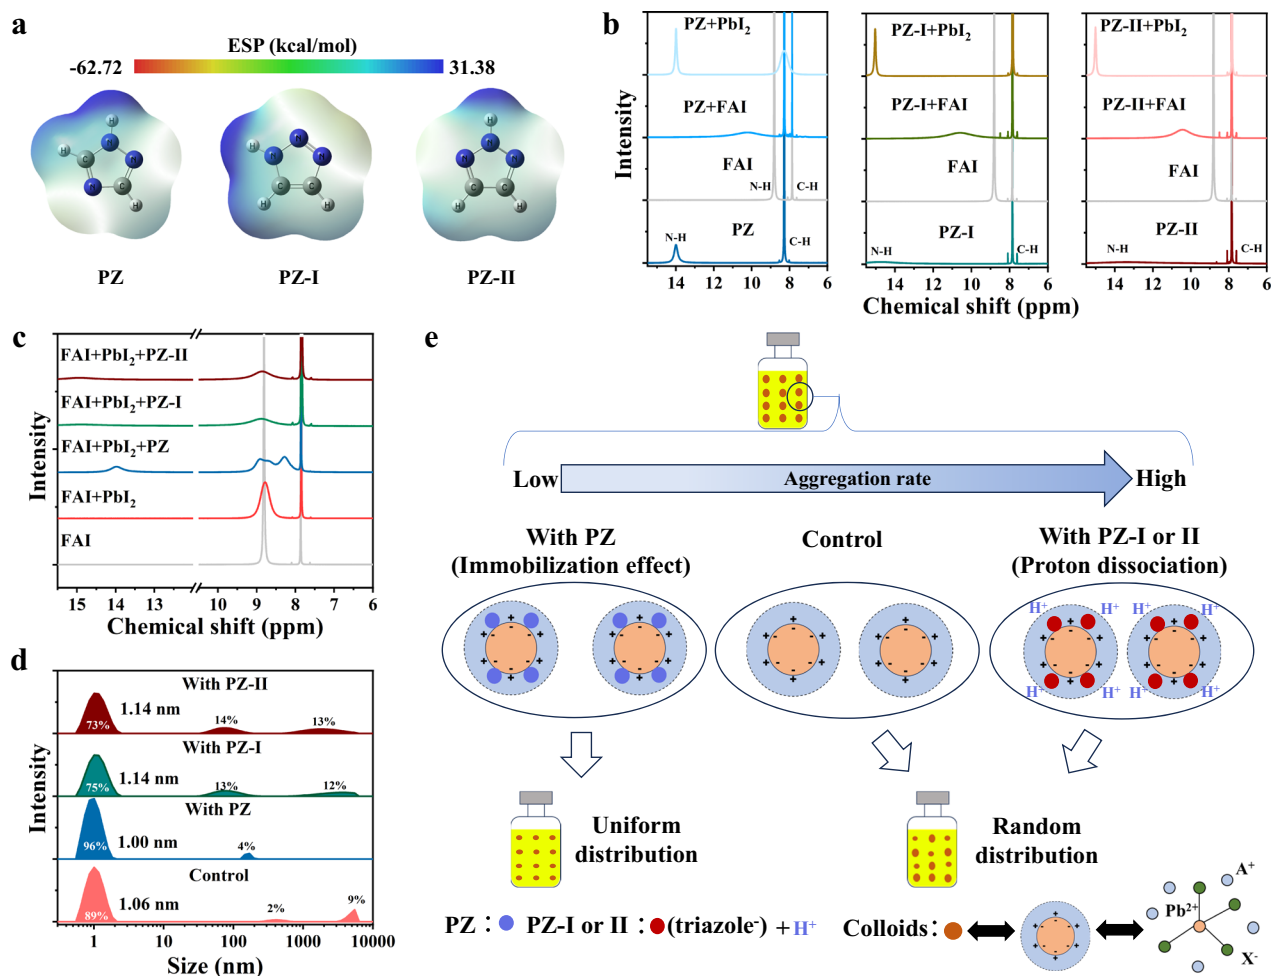 a
ESP (kcal/mol)
-62.72
31.38
H
H
N
C
N
N
C
H
H
N
N
N
C
C
H
H
H
N
N
N
C
C
H
H
PZ
PZ-I
PZ-II
b
Intensity
PZ+PbI₂
PZ+FAI
FAI
N-H
C-H
PZ
N-H
C-H
14
12
10
8
6
PZ-I+PbI₂
PZ-I+FAI
FAI
PZ-I
N-H
C-H
14
12
10
8
6
PZ-II+PbI₂
PZ-II+FAI
FAI
PZ-II
N-H
C-H
14
12
10
8
6
Chemical shift (ppm)
c
Intensity
FAI+PbI₂+PZ-II
FAI+PbI₂+PZ-I
FAI+PbI₂+PZ
FAI+PbI₂
FAI
15
14
13
10
9
8
7
6
Chemical shift (ppm)
d
Intensity
With PZ-II
73%
1.14 nm
14%
13%
With PZ-I
75%
1.14 nm
13%
12%
With PZ
96%
1.00 nm
4%
Control
89%
1.06 nm
2%
9%
1
10
100
1000
10000
Size (nm)
e
Low
Aggregation rate
High
With PZ
(Immobilization effect)
Control
With PZ-I or II
(Proton dissociation)
H⁺
H⁺
H⁺
H⁺
H⁺
H⁺
H⁺
H⁺
Uniform
distribution
Random
distribution
PZ :
PZ-I or II : (triazole⁻) + H⁺
Colloids:
A⁺
Pb²⁺
X⁻